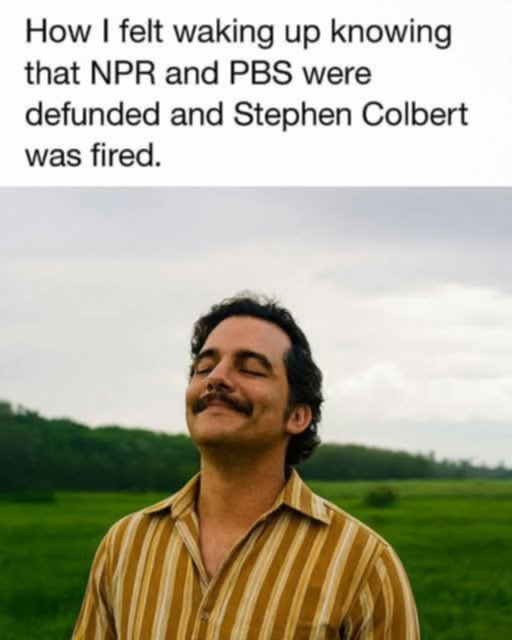 How I felt waking up knowing
that NPR and PBS were
defunded and Stephen Colbert
was fired.